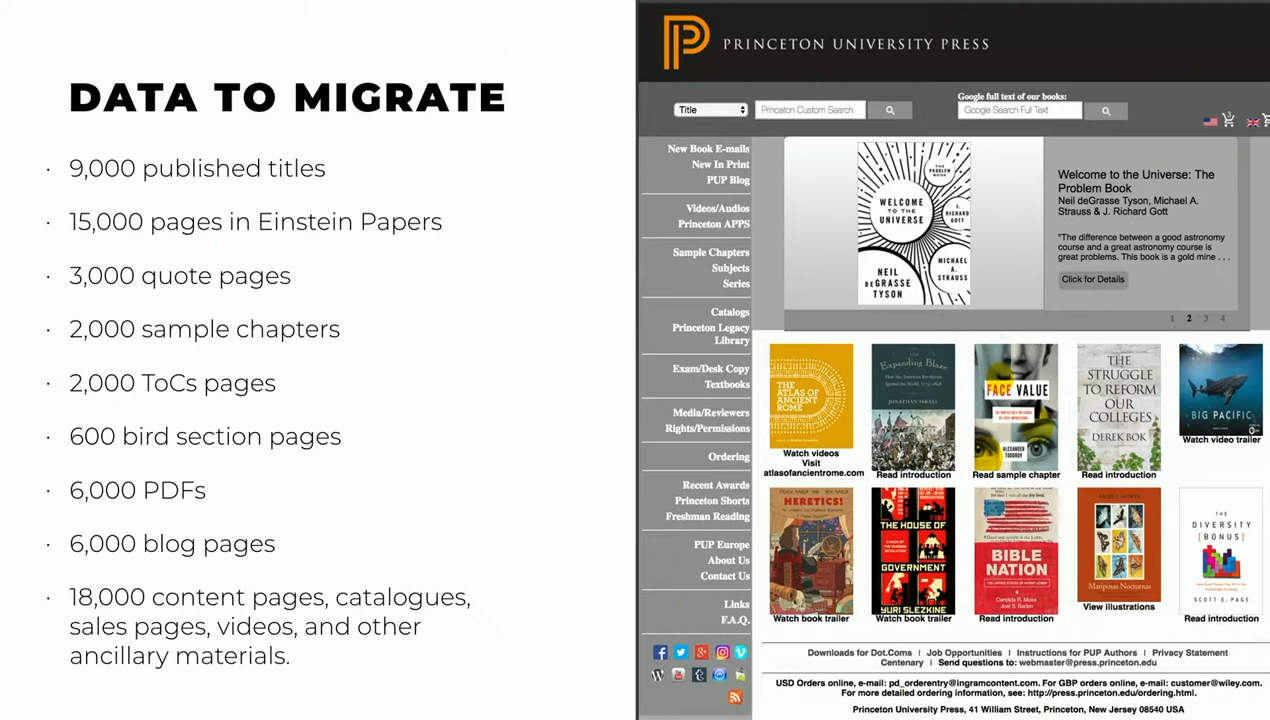 DATA TO MIGRATE
· 9,000 published titles
· 15,000 pages in Einstein Papers
· 3,000 quote pages
· 2,000 sample chapters
· 2,000 ToCs pages
· 600 bird section pages
· 6,000 PDFs
· 6,000 blog pages
· 18,000 content pages, catalogues,
sales pages, videos, and other
ancillary materials.
PRINCETON UNIVERSITY PRESS
Title
Princeton Custom Search
Google full text of our books:
Google Search Full Text
New Book E-mails
New In Print
PUP Blog
Videos/Audios
Princeton APPS
Sample Chapters
Subjects
Series
Catalogs
Princeton Legacy
Library
Exam/Desk Copy
Textbooks
Media/Reviewers
Rights/Permissions
Ordering
Recent Awards
Princeton Shorts
Freshman Reading
PUP Europe
About Us
Contact Us
Links
F.A.Q.
THE
PROBLEM
BOOK
WELCOME
TO THE
UNIVERSE
J.
RICHARD
GOTT
MICHAEL
A.
STRAUSS
NEIL
DEGRASSE
TYSON
Welcome to the Universe: The
Problem Book
Neil deGrasse Tyson, Michael A.
Strauss & J. Richard Gott
"The difference between a good astronomy
course and a great astronomy course is
great problems. This book is a gold mine . . .
Click for Details
1 2 3 4
THE
ATLAS OF
ANCIENT
ROME
Watch videos
Visit
atlasofancientrome.com
THE
Expanding Blaze
JONATHAN ISRAEL
Read introduction
FACE VALUE
ALEXANDER
TODOROV
Read sample chapter
THE
STRUGGLE
TO REFORM
OUR
COLLEGES
DEREK BOK
Read introduction
BIG PACIFIC
Watch video trailer
HERETICS!
Watch book trailer
THE HOUSE OF
GOVERNMENT
YURI SLEZKINE
Watch book trailer
BIBLE
NATION
Candida R. Moss
Joel S. Baden
Read introduction
Mariposas Nocturnas
View illustrations
THE
DIVERSITY
[BONUS]
SCOTT E. PAGE
Read introduction
Downloads for Dot.Coms | Job Opportunities | Instructions for PUP Authors | Privacy Statement
Centenary | Send questions to: webmaster@press.princeton.edu
USD Orders online, e-mail: pd_orderentry@ingramcontent.com. For GBP orders online, e-mail: customer@wiley.com.
For more detailed ordering information, see: http://press.princeton.edu/ordering.html.
Princeton University Press, 41 William Street, Princeton, New Jersey 08540 USA